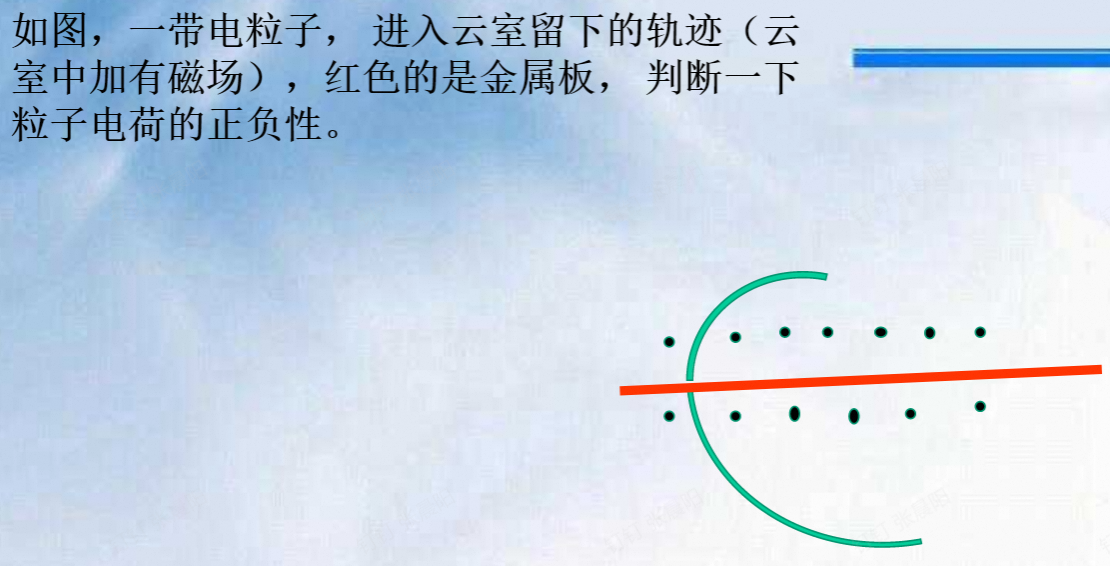 如图，一带电粒子， 进入云室留下的轨迹（云
室中加有磁场），红色的是金属板， 判断一下
粒子电荷的正负性。